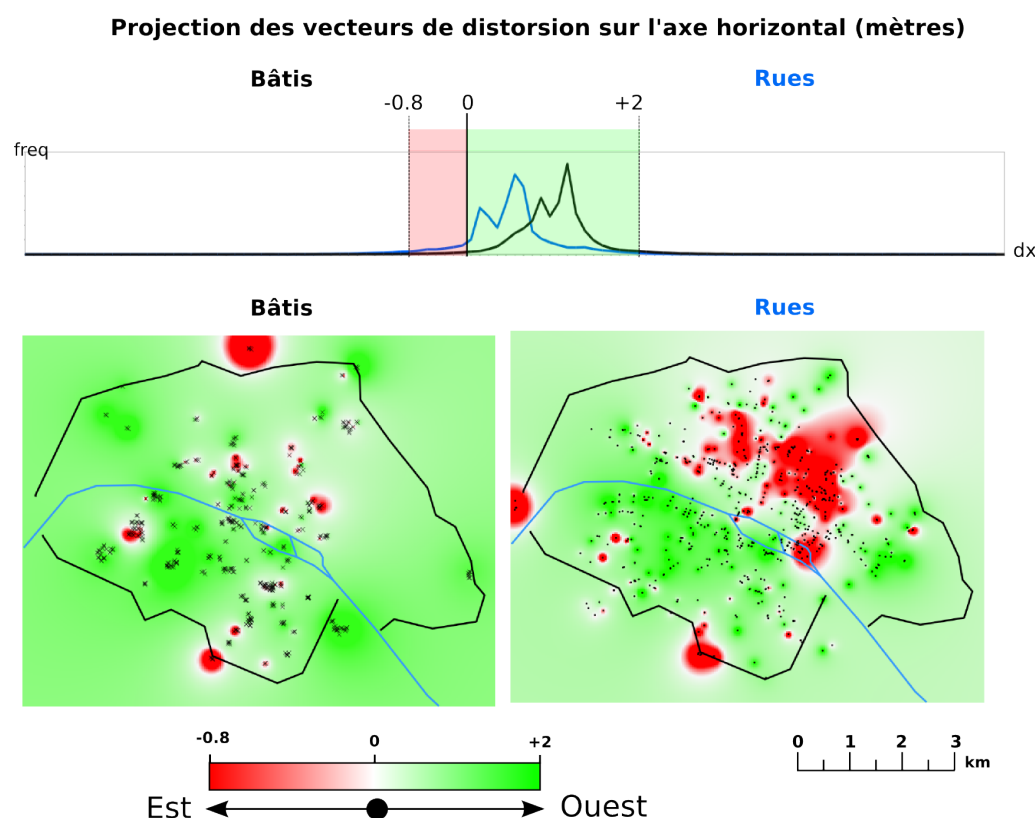 Projection des vecteurs de distorsion sur l'axe horizontal (mètres)
Bâtis Rues
-0.8 0 +2
freq
dx
Bâtis Rues
-0.8 0 +2
0 1 2 3
km
Est Ouest